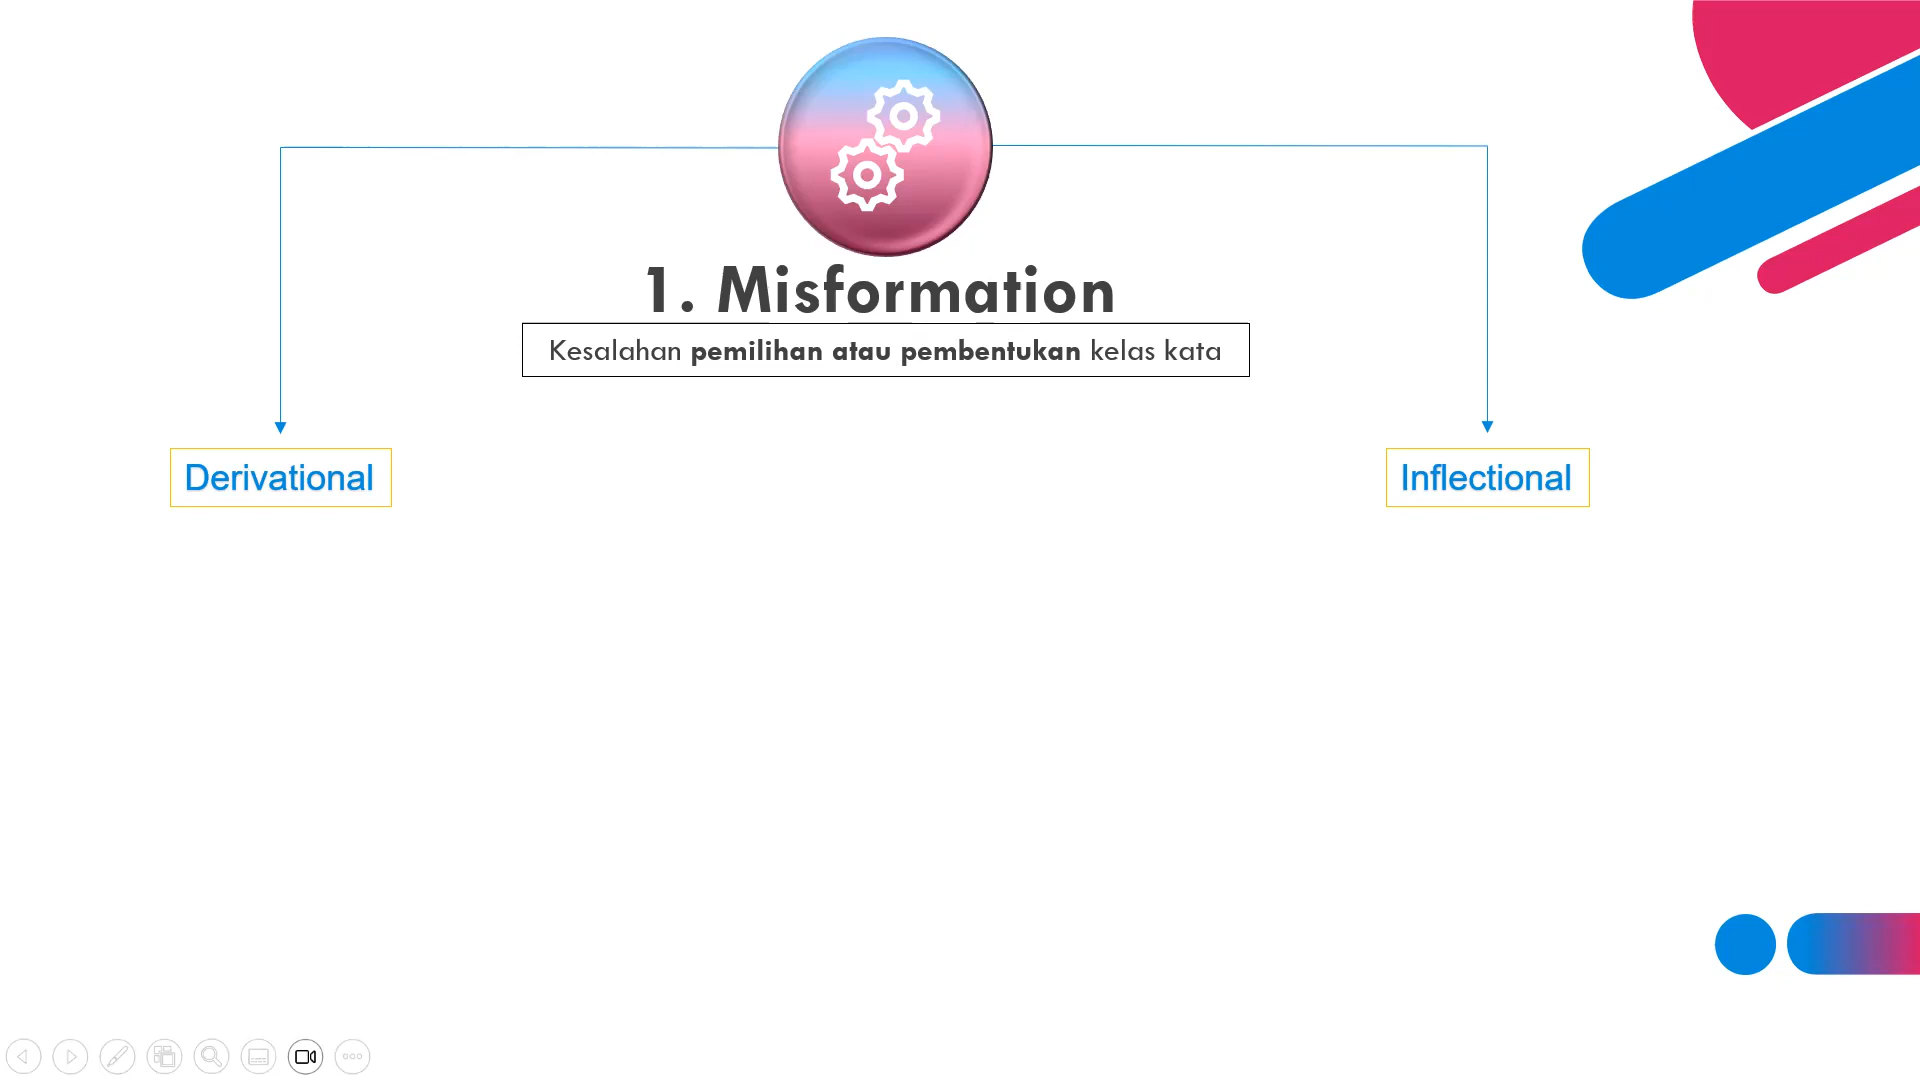 1. Misformation
Kesalahan pemilihan atau pembentukan kelas kata
Derivational
Inflectional